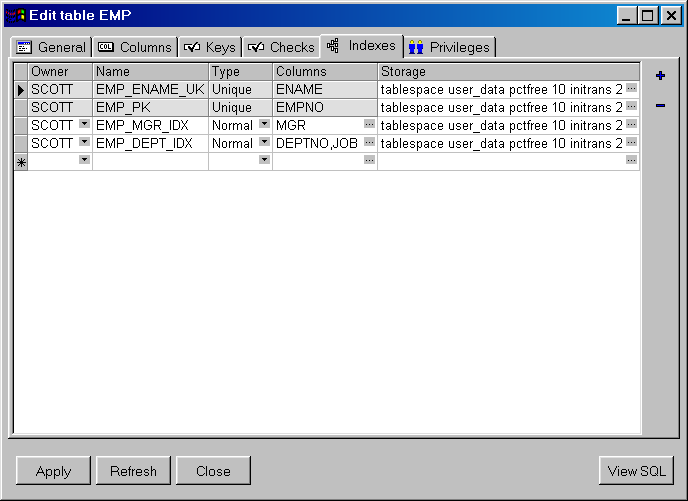 Edit table EMP
General Columns Keys Checks Indexes Privileges
Owner Name Type Columns Storage
SCOTT EMP_ENAME_UK Unique ENAME tablespace user_data pctfree 10 initrans 2
SCOTT EMP_PK Unique EMPNO tablespace user_data pctfree 10 initrans 2
SCOTT EMP_MGR_IDX Normal MGR tablespace user_data pctfree 10 initrans 2
SCOTT EMP_DEPT_IDX Normal DEPTNO,JOB tablespace user_data pctfree 10 initrans 2
Apply Refresh Close View SQL